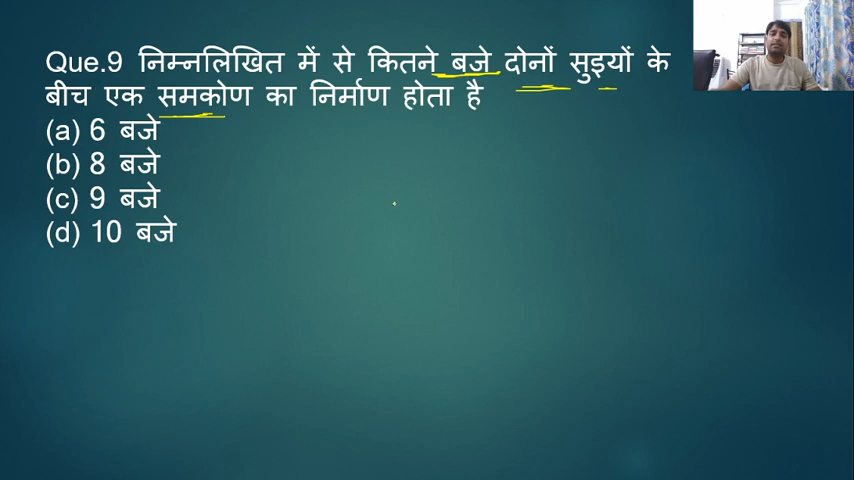 Que.9 निम्नलिखित में से कितने बजे दोनों सुइयों के
बीच एक समकोण का निर्माण होता है
(a) 6 बजे
(b) 8 बजे
(c) 9 बजे
(d) 10 बजे